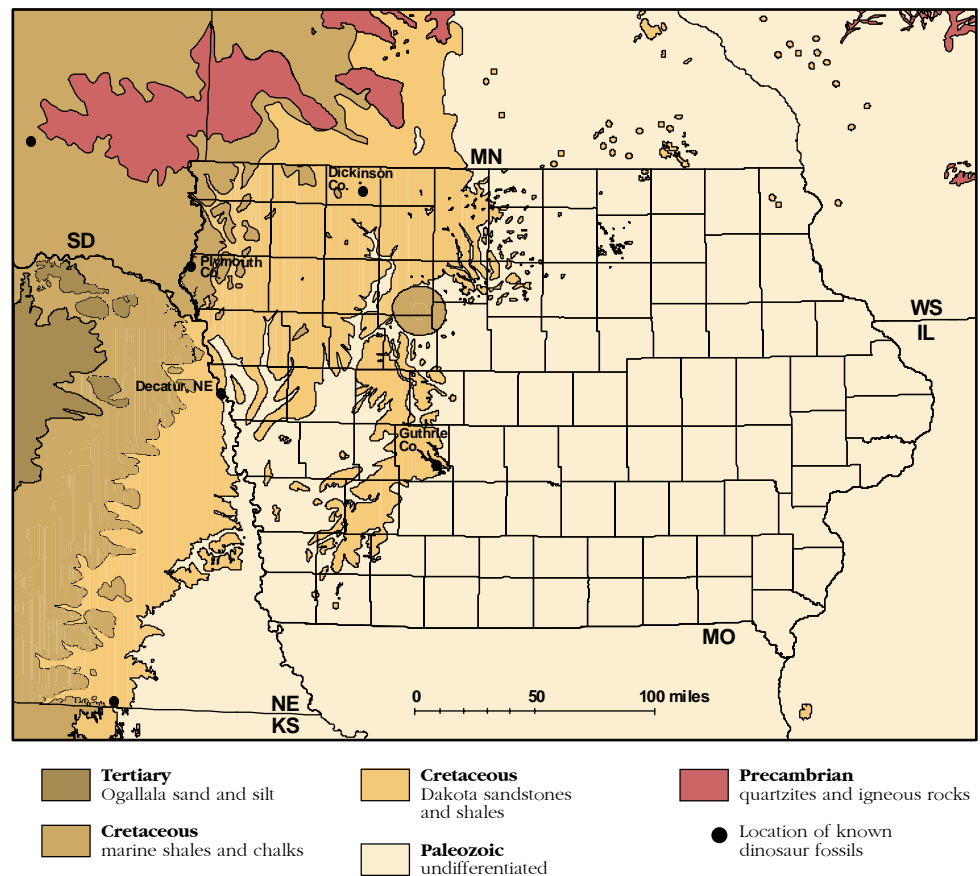 MN
Dickinson
Co.
SD
Plymouth
Co.
WS
IL
Decatur, NE
Guthrie
Co.
MO
0 50 100 miles
NE
KS
Tertiary
Ogallala sand and silt
Cretaceous
marine shales and chalks
Cretaceous
Dakota sandstones
and shales
Paleozoic
undifferentiated
Precambrian
quartzites and igneous rocks
Location of known
dinosaur fossils